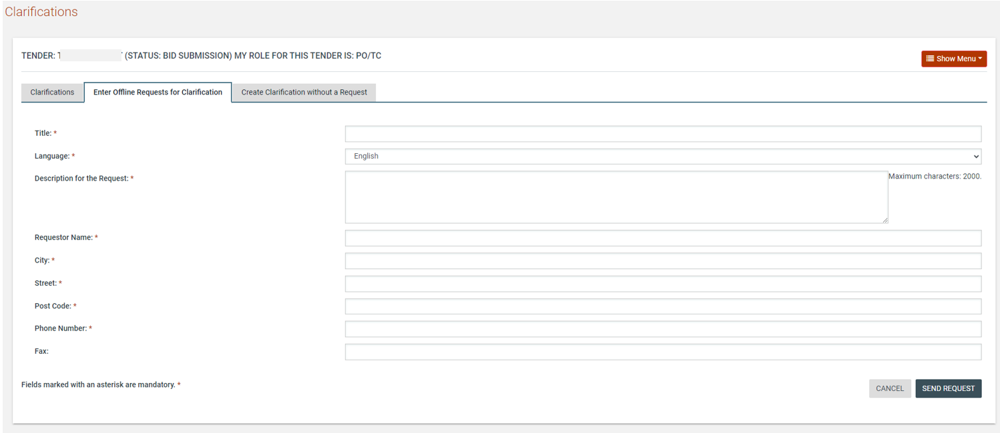 Clarifications
TENDER: (STATUS: BID SUBMISSION) MY ROLE FOR THIS TENDER IS: PO/TC
Show Menu
Clarifications
Enter Offline Requests for Clarification
Create Clarification without a Request
Title: *
Language: *
English
Description for the Request: *
Maximum characters: 2000.
Requestor Name: *
City: *
Street: *
Post Code: *
Phone Number: *
Fax:
Fields marked with an asterisk are mandatory. *
CANCEL
SEND REQUEST